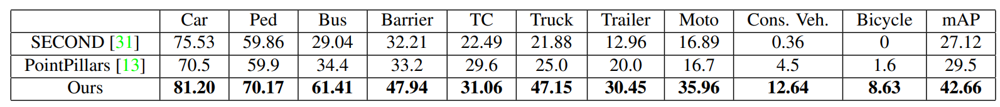 Car Ped Bus Barrier TC Truck Trailer Moto Cons. Veh. Bicycle mAP
SECOND [31] 75.53 59.86 29.04 32.21 22.49 21.88 12.96 16.89 0.36 0 27.12
PointPillars [13] 70.5 59.9 34.4 33.2 29.6 25.0 20.0 16.7 4.5 1.6 29.5
Ours 81.20 70.17 61.41 47.94 31.06 47.15 30.45 35.96 12.64 8.63 42.66